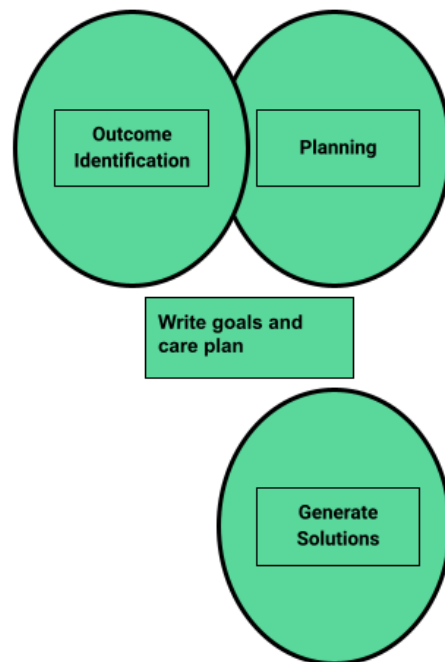 Outcome
Identification
Planning
Write goals and
care plan
Generate
Solutions